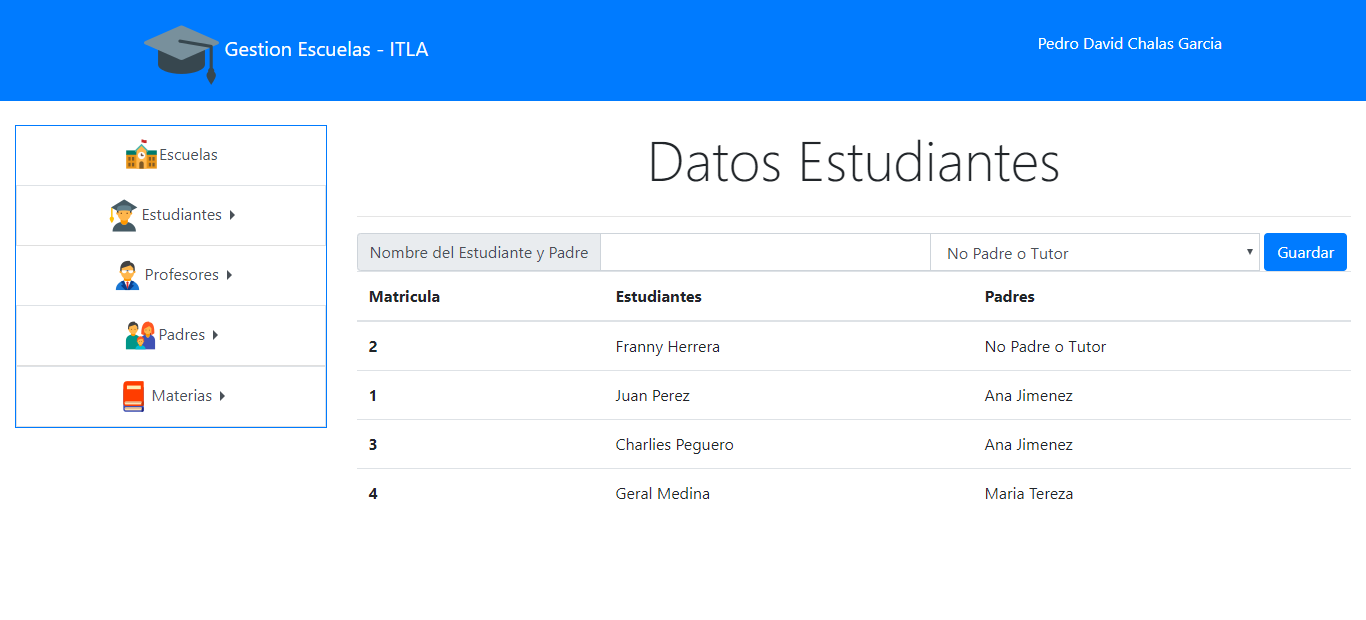 Gestion Escuelas - ITLA
Pedro David Chalas Garcia
Escuelas
Estudiantes
Profesores
Padres
Materias
Datos Estudiantes
Nombre del Estudiante y Padre No Padre o Tutor Guardar
Matricula Estudiantes Padres
2 Franny Herrera No Padre o Tutor
1 Juan Perez Ana Jimenez
3 Charlies Peguero Ana Jimenez
4 Geral Medina Maria Tereza